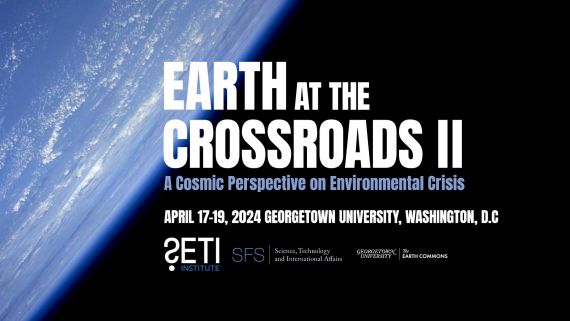 EARTH AT THE
CROSSROADS II
A Cosmic Perspective on Environmental Crisis
APRIL 17-19, 2024 GEORGETOWN UNIVERSITY, WASHINGTON, D.C
SETI
INSTITUTE
SFS
Science, Technology
and International Affairs
GEORGETOWN
UNIVERSITY
The
EARTH COMMONS